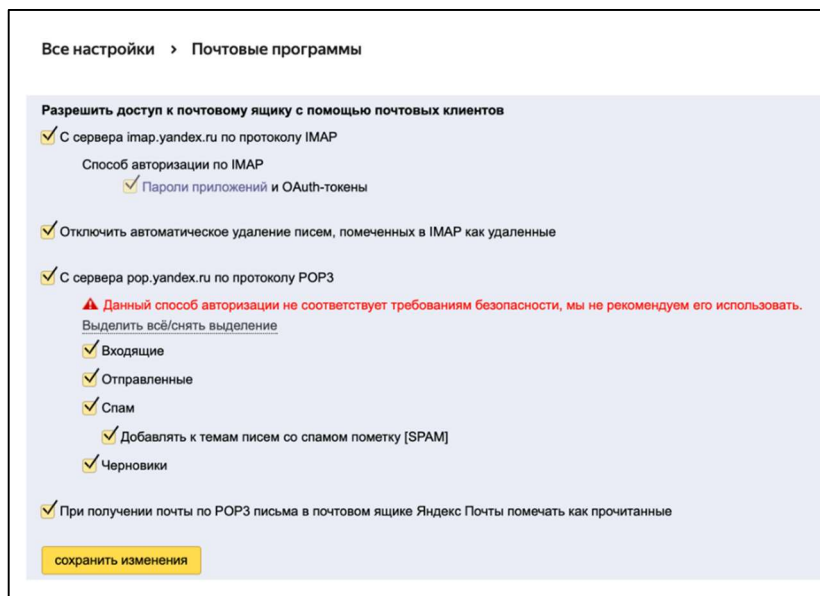 Все настройки > Почтовые программы
Разрешить доступ к почтовому ящику с помощью почтовых клиентов
С сервера imap.yandex.ru по протоколу IMAP
Способ авторизации по IMAP
Пароли приложений и OAuth-токены
Отключить автоматическое удаление писем, помеченных в IMAP как удаленные
С сервера pop.yandex.ru по протоколу POP3
Данный способ авторизации не соответствует требованиям безопасности, мы не рекомендуем его использовать.
Выделить всё/снять выделение
Входящие
Отправленные
Спам
Добавлять к темам писем со спамом пометку [SPAM]
Черновики
При получении почты по POP3 письма в почтовом ящике Яндекс Почты помечать как прочитанные
сохранить изменения